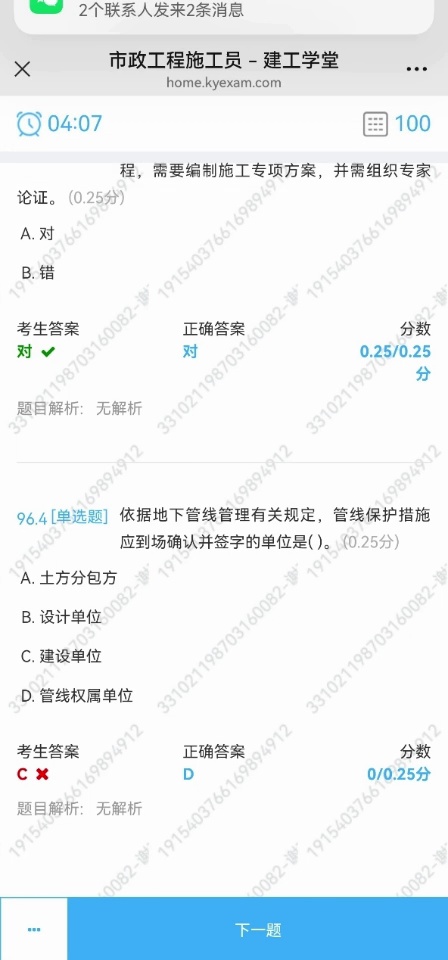 2个联系人发来2条消息
市政工程施工员 - 建工学堂
home.kyexam.com
04:07
100
程，需要编制施工专项方案，并需组织专家
论证。(0.25分)
A. 对
B. 错
考生答案 正确答案 分数
对 对 0.25/0.25
分
题目解析: 无解析
96.4 [单选题] 依据地下管线管理有关规定，管线保护措施
应到场确认并签字的单位是( )。(0.25分)
A. 土方分包方
B. 设计单位
C. 建设单位
D. 管线权属单位
考生答案 正确答案 分数
C D 0/0.25分
题目解析: 无解析
下一题